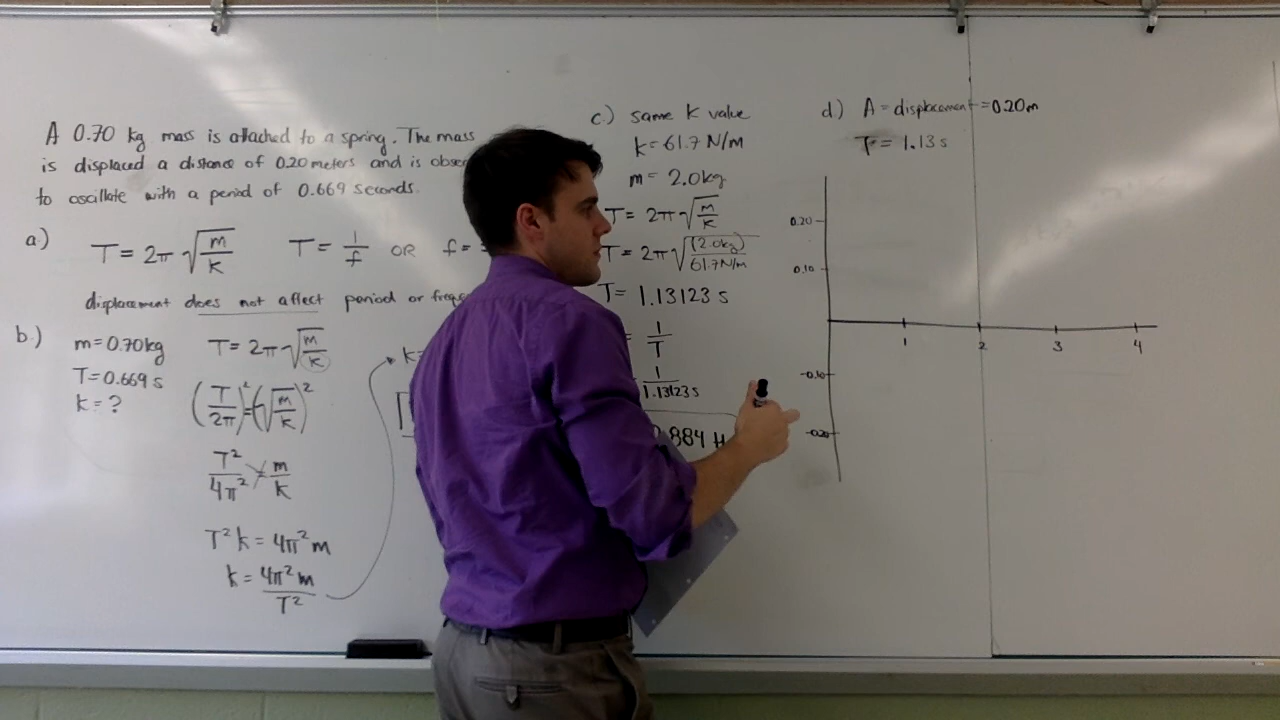 A 0.70 kg mass is attached to a spring. The mass
is displaced a distance of 0.20 meters and is
to oscillate with a period of 0.669 seconds.
a.) T = 2π √(m/k) T = 1/f OR f =
displacement does not affect period or
b.) m = 0.70kg
T = 0.669 s
k = ?
T = 2π √(m/k)
(T/2π)² = (√(m/k))²
T²/4π² = m/k
T²k = 4π²m
k = 4π²m/T²
k =
c.) same k value
k = 61.7 N/m
m = 2.0kg
T = 2π √(m/k)
T = 2π √((2.0kg)/61.7N/m)
T = 1.13123 s
= 1/T
= 1/1.13123s
.884 H
d.) A = displacement = 0.20m
T = 1.13 s
0.20
0.10
-0.10
-0.20
1 2 3 4